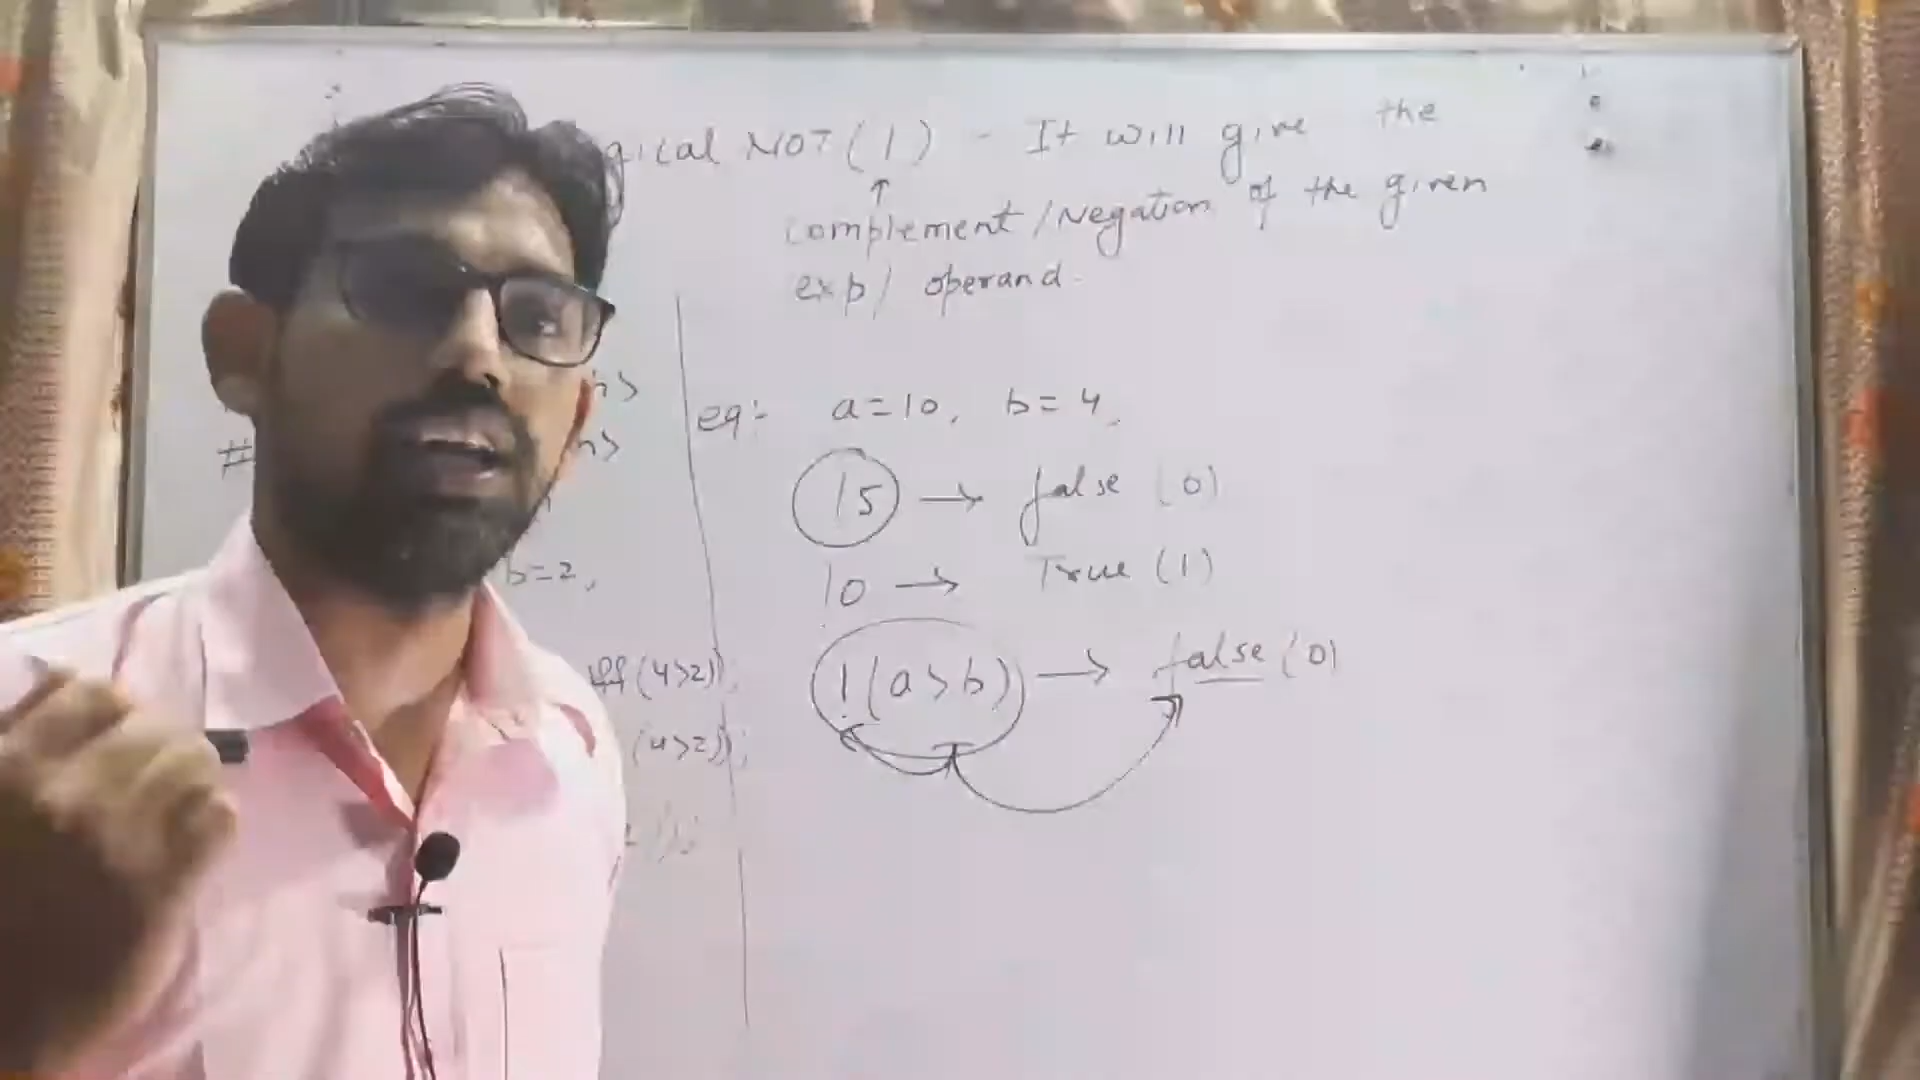 gical NOT (!) - It will give the
complement/Negation of the given
exp/ operand.
h>
#
h>
b=2,
ff(4>2);
(4>2));
eg:- a=10, b=4,
!5 → false (0)
!0 → True (1)
!(a>b) → false (0)